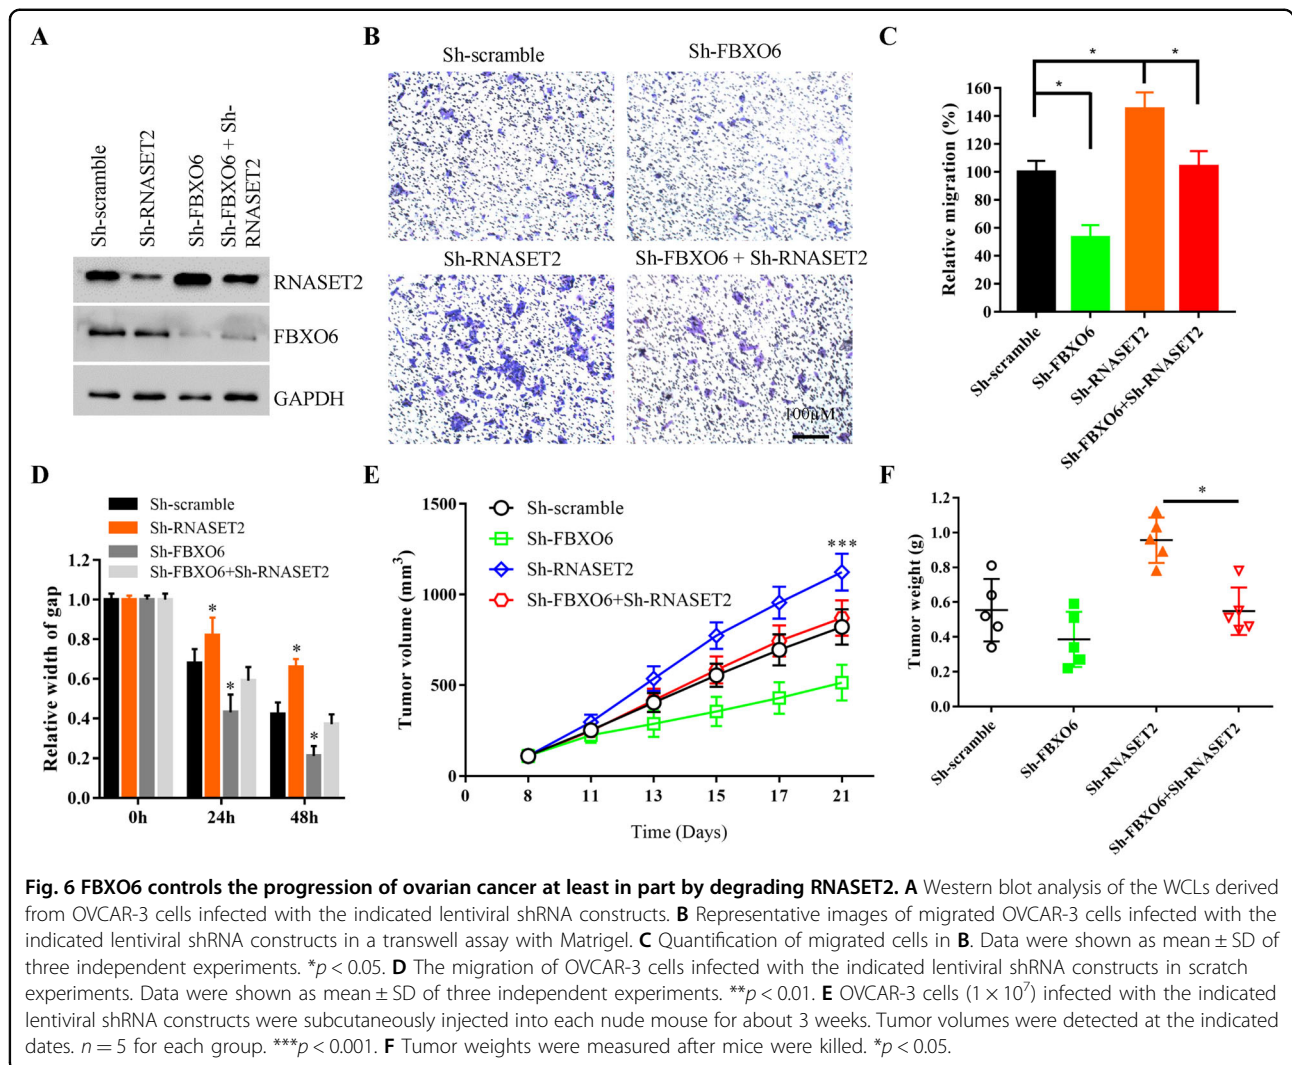 A
Sh-scramble
Sh-RNASET2
Sh-FBXO6
Sh-FBXO6 + Sh-
RNASET2
RNASET2
FBXO6
GAPDH
B
Sh-scramble
Sh-FBXO6
Sh-RNASET2
Sh-FBXO6 + Sh-RNASET2
100μM
C
Relative migration (%)
160
140
120
100
80
60
40
20
0
*
*
*
Sh-scramble
Sh-FBXO6
Sh-RNASET2
Sh-FBXO6+Sh-RNASET2
D
Sh-scramble
Sh-RNASET2
Sh-FBXO6
Sh-FBXO6+Sh-RNASET2
Relative width of gap
1.2
1.0
0.8
0.6
0.4
0.2
0.0
*
*
*
*
0h
24h
48h
E
Tumor volume (mm³)
1500
1000
500
0
Sh-scramble
Sh-FBXO6
Sh-RNASET2
Sh-FBXO6+Sh-RNASET2
***
0
8
11
13
15
17
21
Time (Days)
F
Tumor weight (g)
1.2
1.0
0.8
0.6
0.4
0.2
0.0
*
Sh-scramble
Sh-FBXO6
Sh-RNASET2
Sh-FBXO6+Sh-RNASET2
Fig. 6 FBXO6 controls the progression of ovarian cancer at least in part by degrading RNASET2. A Western blot analysis of the WCLs derived
from OVCAR-3 cells infected with the indicated lentiviral shRNA constructs. B Representative images of migrated OVCAR-3 cells infected with the
indicated lentiviral shRNA constructs in a transwell assay with Matrigel. C Quantification of migrated cells in B. Data were shown as mean ± SD of
three independent experiments. *p < 0.05. D The migration of OVCAR-3 cells infected with the indicated lentiviral shRNA constructs in scratch
experiments. Data were shown as mean ± SD of three independent experiments. **p < 0.01. E OVCAR-3 cells (1 × 10⁷) infected with the indicated
lentiviral shRNA constructs were subcutaneously injected into each nude mouse for about 3 weeks. Tumor volumes were detected at the indicated
dates. n = 5 for each group. ***p < 0.001. F Tumor weights were measured after mice were killed. *p < 0.05.